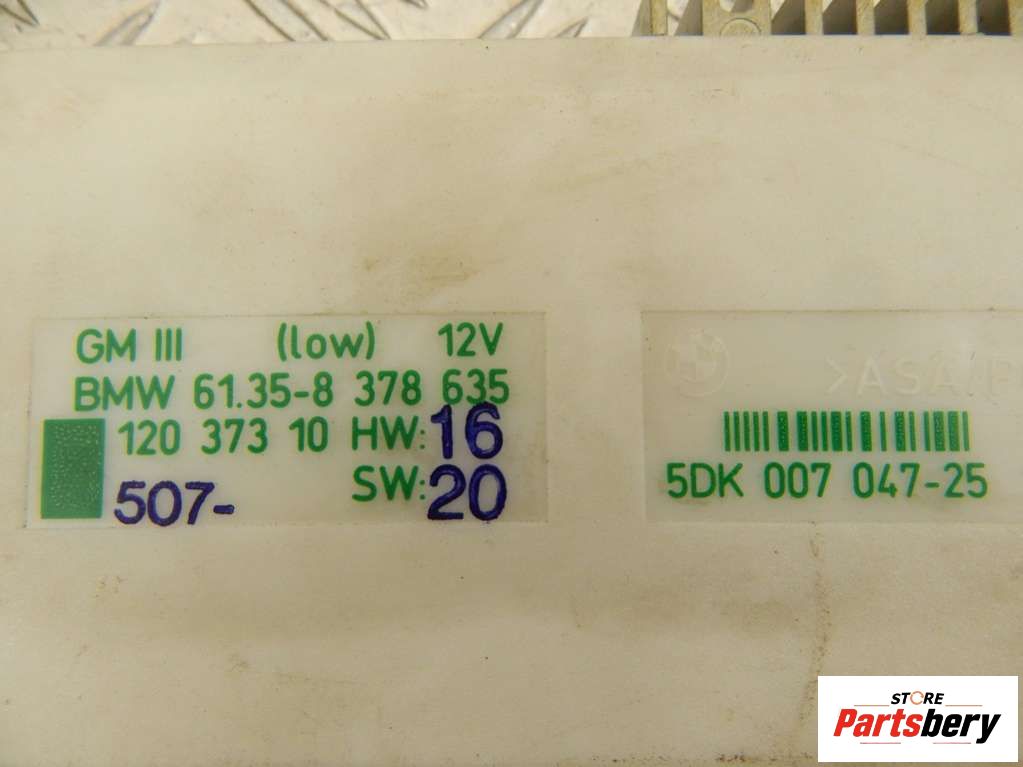 GM III (low) 12V
BMW 61.35-8 378 635
120 373 10 HW: 16
507- SW: 20
>ASA/P
5DK 007 047-25
STORE
Partsbery